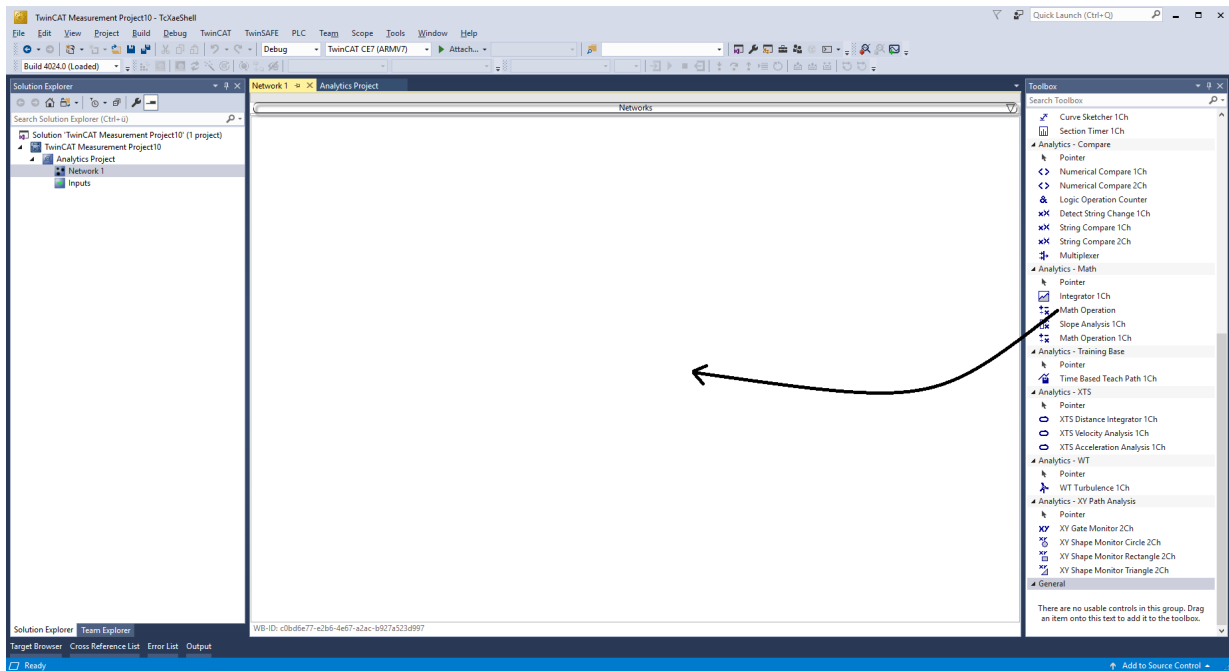 TwinCAT Measurement Project10 - TcXaeShell
Quick Launch (Ctrl+Q)
File Edit View Project Build Debug TwinCAT TwinSAFE PLC Team Scope Tools Window Help
Debug TwinCAT CE7 (ARMV7) Attach...
Build 4024.0 (Loaded)
Solution Explorer
Search Solution Explorer (Ctrl+ü)
Solution 'TwinCAT Measurement Project10' (1 project)
TwinCAT Measurement Project10
Analytics Project
Network 1
Inputs
Solution Explorer Team Explorer
Network 1 Analytics Project
Networks
WB-ID: c0bd6e77-e2b6-4e67-a2ac-b927a523d997
Toolbox
Search Toolbox
Curve Sketcher 1Ch
Section Timer 1Ch
Analytics - Compare
Pointer
Numerical Compare 1Ch
Numerical Compare 2Ch
Logic Operation Counter
Detect String Change 1Ch
String Compare 1Ch
String Compare 2Ch
Multiplexer
Analytics - Math
Pointer
Integrator 1Ch
Math Operation
Slope Analysis 1Ch
Math Operation 1Ch
Analytics - Training Base
Pointer
Time Based Teach Path 1Ch
Analytics - XTS
Pointer
XTS Distance Integrator 1Ch
XTS Velocity Analysis 1Ch
XTS Acceleration Analysis 1Ch
Analytics - WT
Pointer
WT Turbulence 1Ch
Analytics - XY Path Analysis
Pointer
XY Gate Monitor 2Ch
XY Shape Monitor Circle 2Ch
XY Shape Monitor Rectangle 2Ch
XY Shape Monitor Triangle 2Ch
General
There are no usable controls in this group. Drag
an item onto this text to add it to the toolbox.
Target Browser Cross Reference List Error List Output
Ready
Add to Source Control